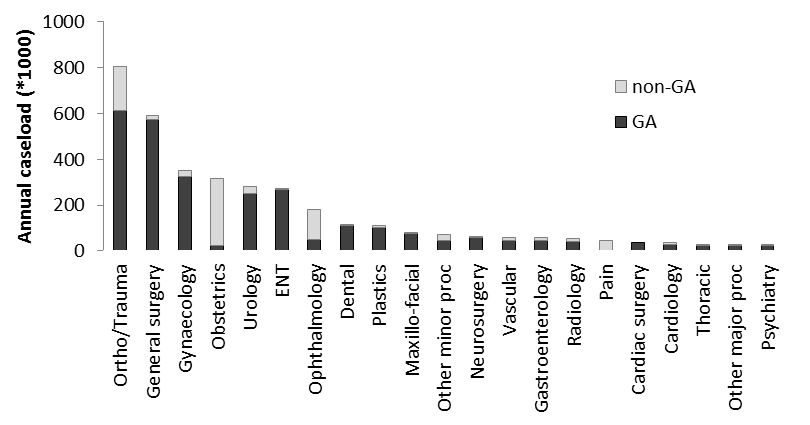 Annual caseload (*1000)
1000
800
600
400
200
0
non-GA
GA
Ortho/Trauma
General surgery
Gynaecology
Obstetrics
Urology
ENT
Ophthalmology
Dental
Plastics
Maxillo-facial
Other minor proc
Neurosurgery
Vascular
Gastroenterology
Radiology
Pain
Cardiac surgery
Cardiology
Thoracic
Other major proc
Psychiatry